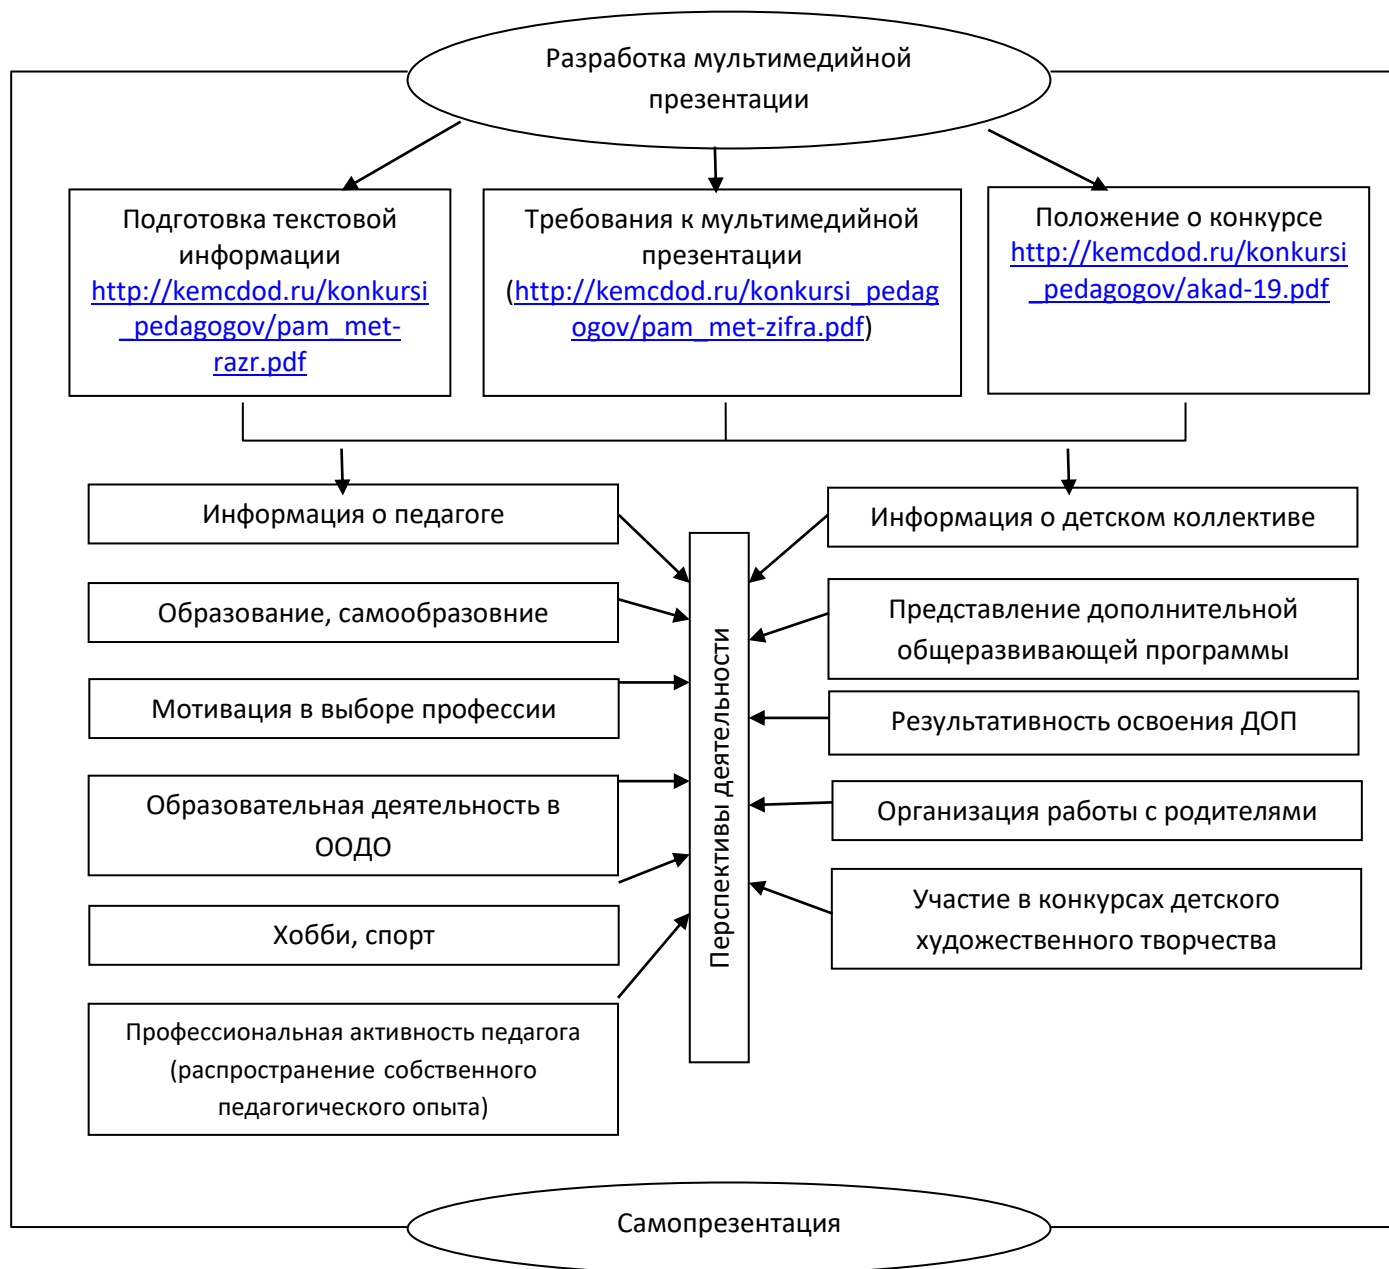 Разработка мультимедийной
презентации
Подготовка текстовой
информации
http://kemcdod.ru/konkursi
_pedagogov/pam_met-
razr.pdf
Требования к мультимедийной
презентации
(http://kemcdod.ru/konkursi_pedag
ogov/pam_met-zifra.pdf)
Положение о конкурсе
http://kemcdod.ru/konkursi
_pedagogov/akad-19.pdf
Информация о педагоге
Образование, самообразовние
Мотивация в выборе профессии
Образовательная деятельность в
ООДО
Хобби, спорт
Профессиональная активность педагога
(распространение собственного
педагогического опыта)
Перспективы деятельности
Информация о детском коллективе
Представление дополнительной
общеразвивающей программы
Результативность освоения ДОП
Организация работы с родителями
Участие в конкурсах детского
художественного творчества
Самопрезентация